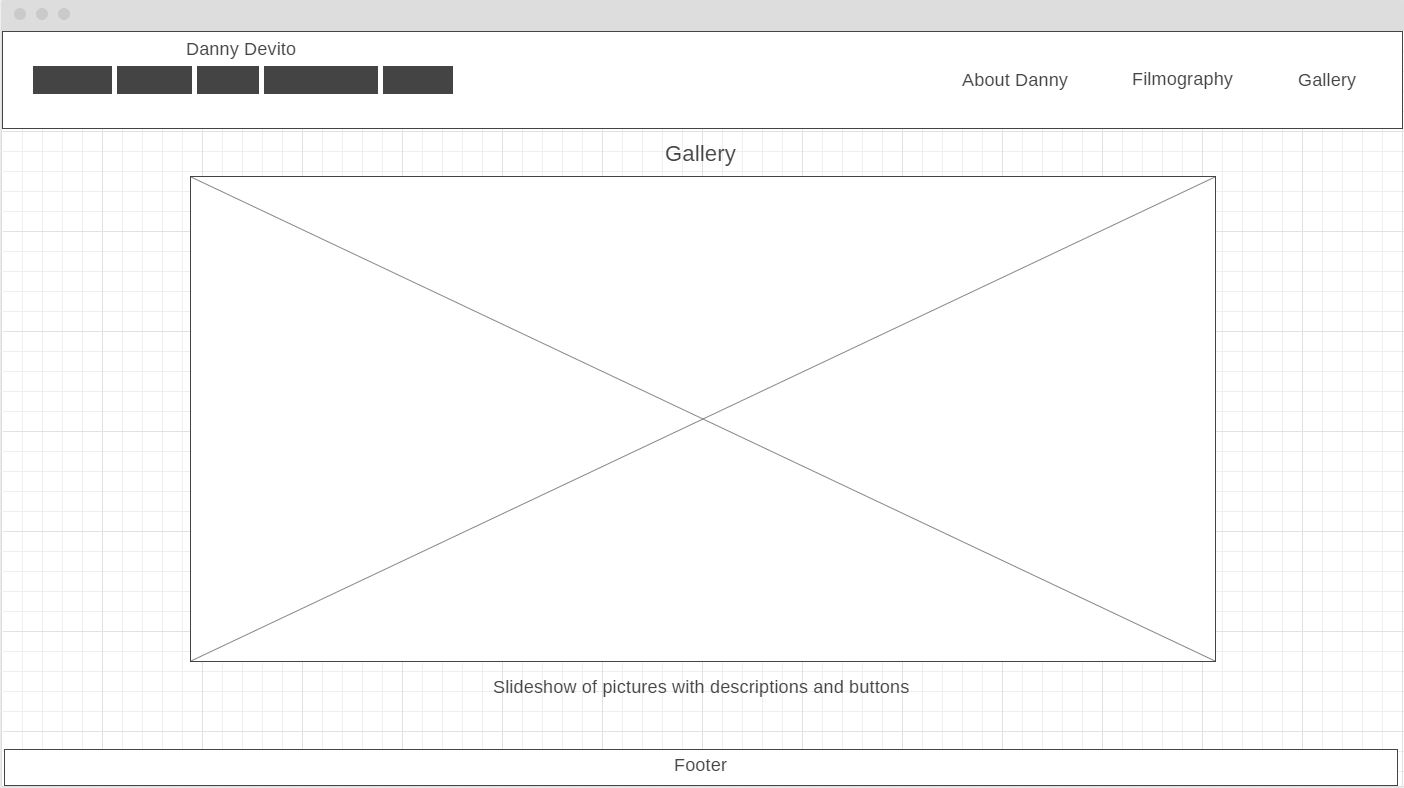 Danny Devito
About Danny
Filmography
Gallery
Gallery
Slideshow of pictures with descriptions and buttons
Footer